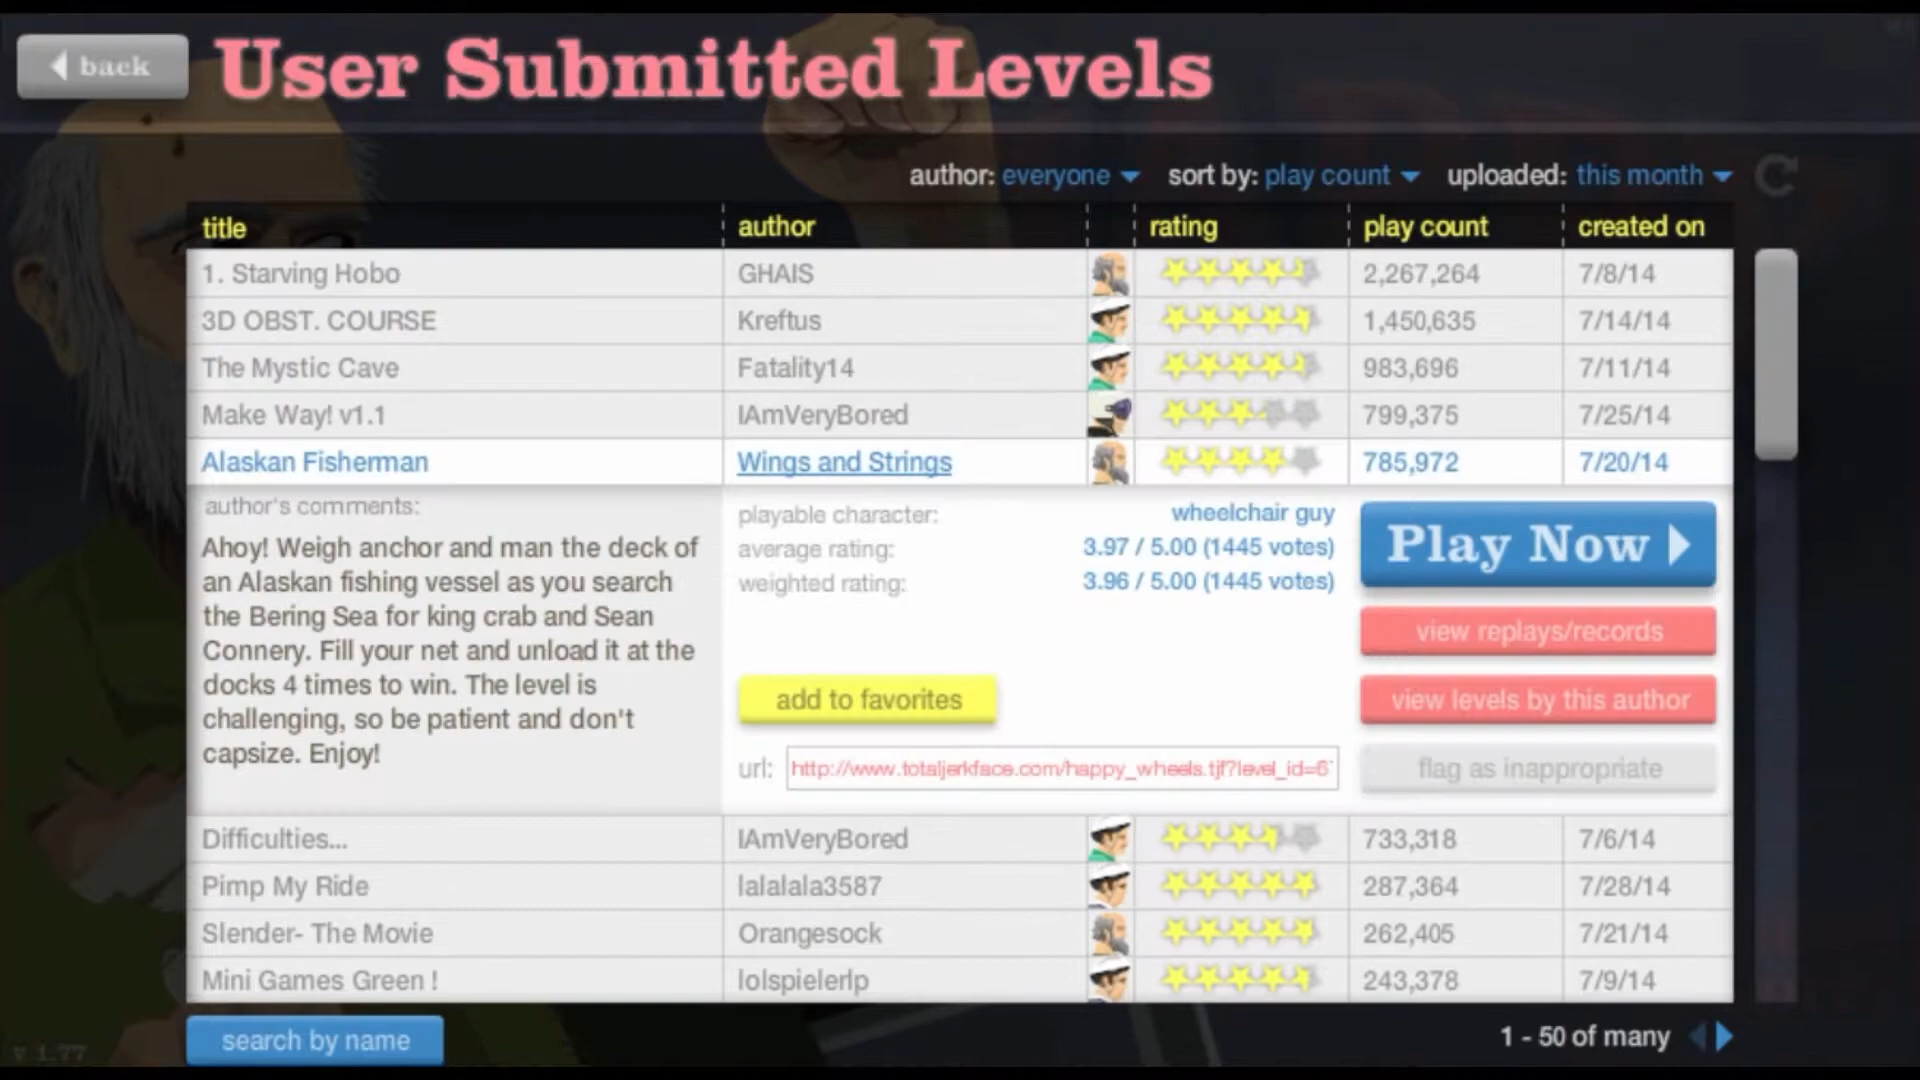 back
User Submitted Levels
author: everyone sort by: play count uploaded: this month
title author rating play count created on
1. Starving Hobo GHAIS 2,267,264 7/8/14
3D OBST. COURSE Kreftus 1,450,635 7/14/14
The Mystic Cave Fatality14 983,696 7/11/14
Make Way! v1.1 IAmVeryBored 799,375 7/25/14
Alaskan Fisherman Wings and Strings 785,972 7/20/14
author's comments:
Ahoy! Weigh anchor and man the deck of
an Alaskan fishing vessel as you search
the Bering Sea for king crab and Sean
Connery. Fill your net and unload it at the
docks 4 times to win. The level is
challenging, so be patient and don't
capsize. Enjoy!
playable character: wheelchair guy
average rating: 3.97 / 5.00 (1445 votes)
weighted rating: 3.96 / 5.00 (1445 votes)
add to favorites
url: http://www.totaljerkface.com/happy_wheels.tjf?level_id=6
Play Now
view replays/records
view levels by this author
flag as inappropriate
Difficulties... IAmVeryBored 733,318 7/6/14
Pimp My Ride lalalala3587 287,364 7/28/14
Slender- The Movie Orangesock 262,405 7/21/14
Mini Games Green ! lolspielerlp 243,378 7/9/14
search by name
1 - 50 of many
v 1.77